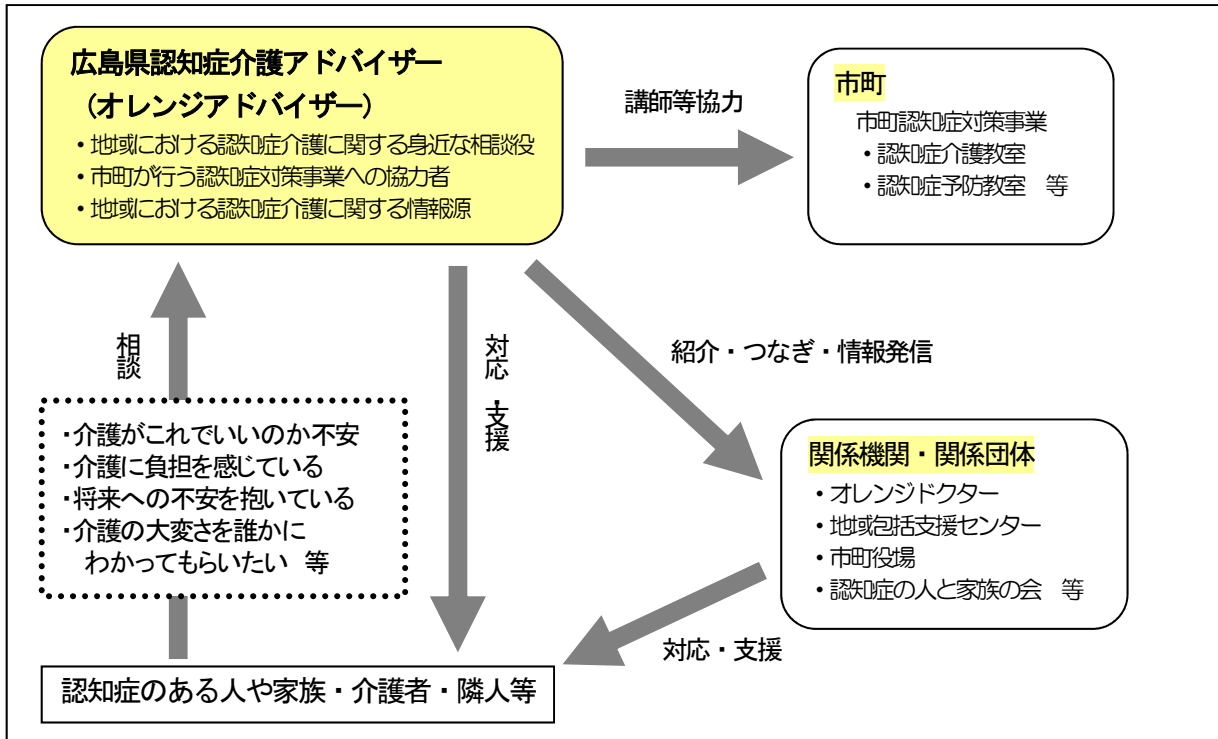 広島県認知症介護アドバイザー
（オレンジアドバイザー）
・地域における認知症介護に関する身近な相談役
・市町が行う認知症対策事業への協力者
・地域における認知症介護に関する情報源
講師等協力
市町
市町認知症対策事業
・認知症介護教室
・認知症予防教室　等
相談
対応・支援
紹介・つなぎ・情報発信
・介護がこれでいいのか不安
・介護に負担を感じている
・将来への不安を抱いている
・介護の大変さを誰かに
わかってもらいたい　等
関係機関・関係団体
・オレンジドクター
・地域包括支援センター
・市町役場
・認知症の人と家族の会　等
対応・支援
認知症のある人や家族・介護者・隣人等